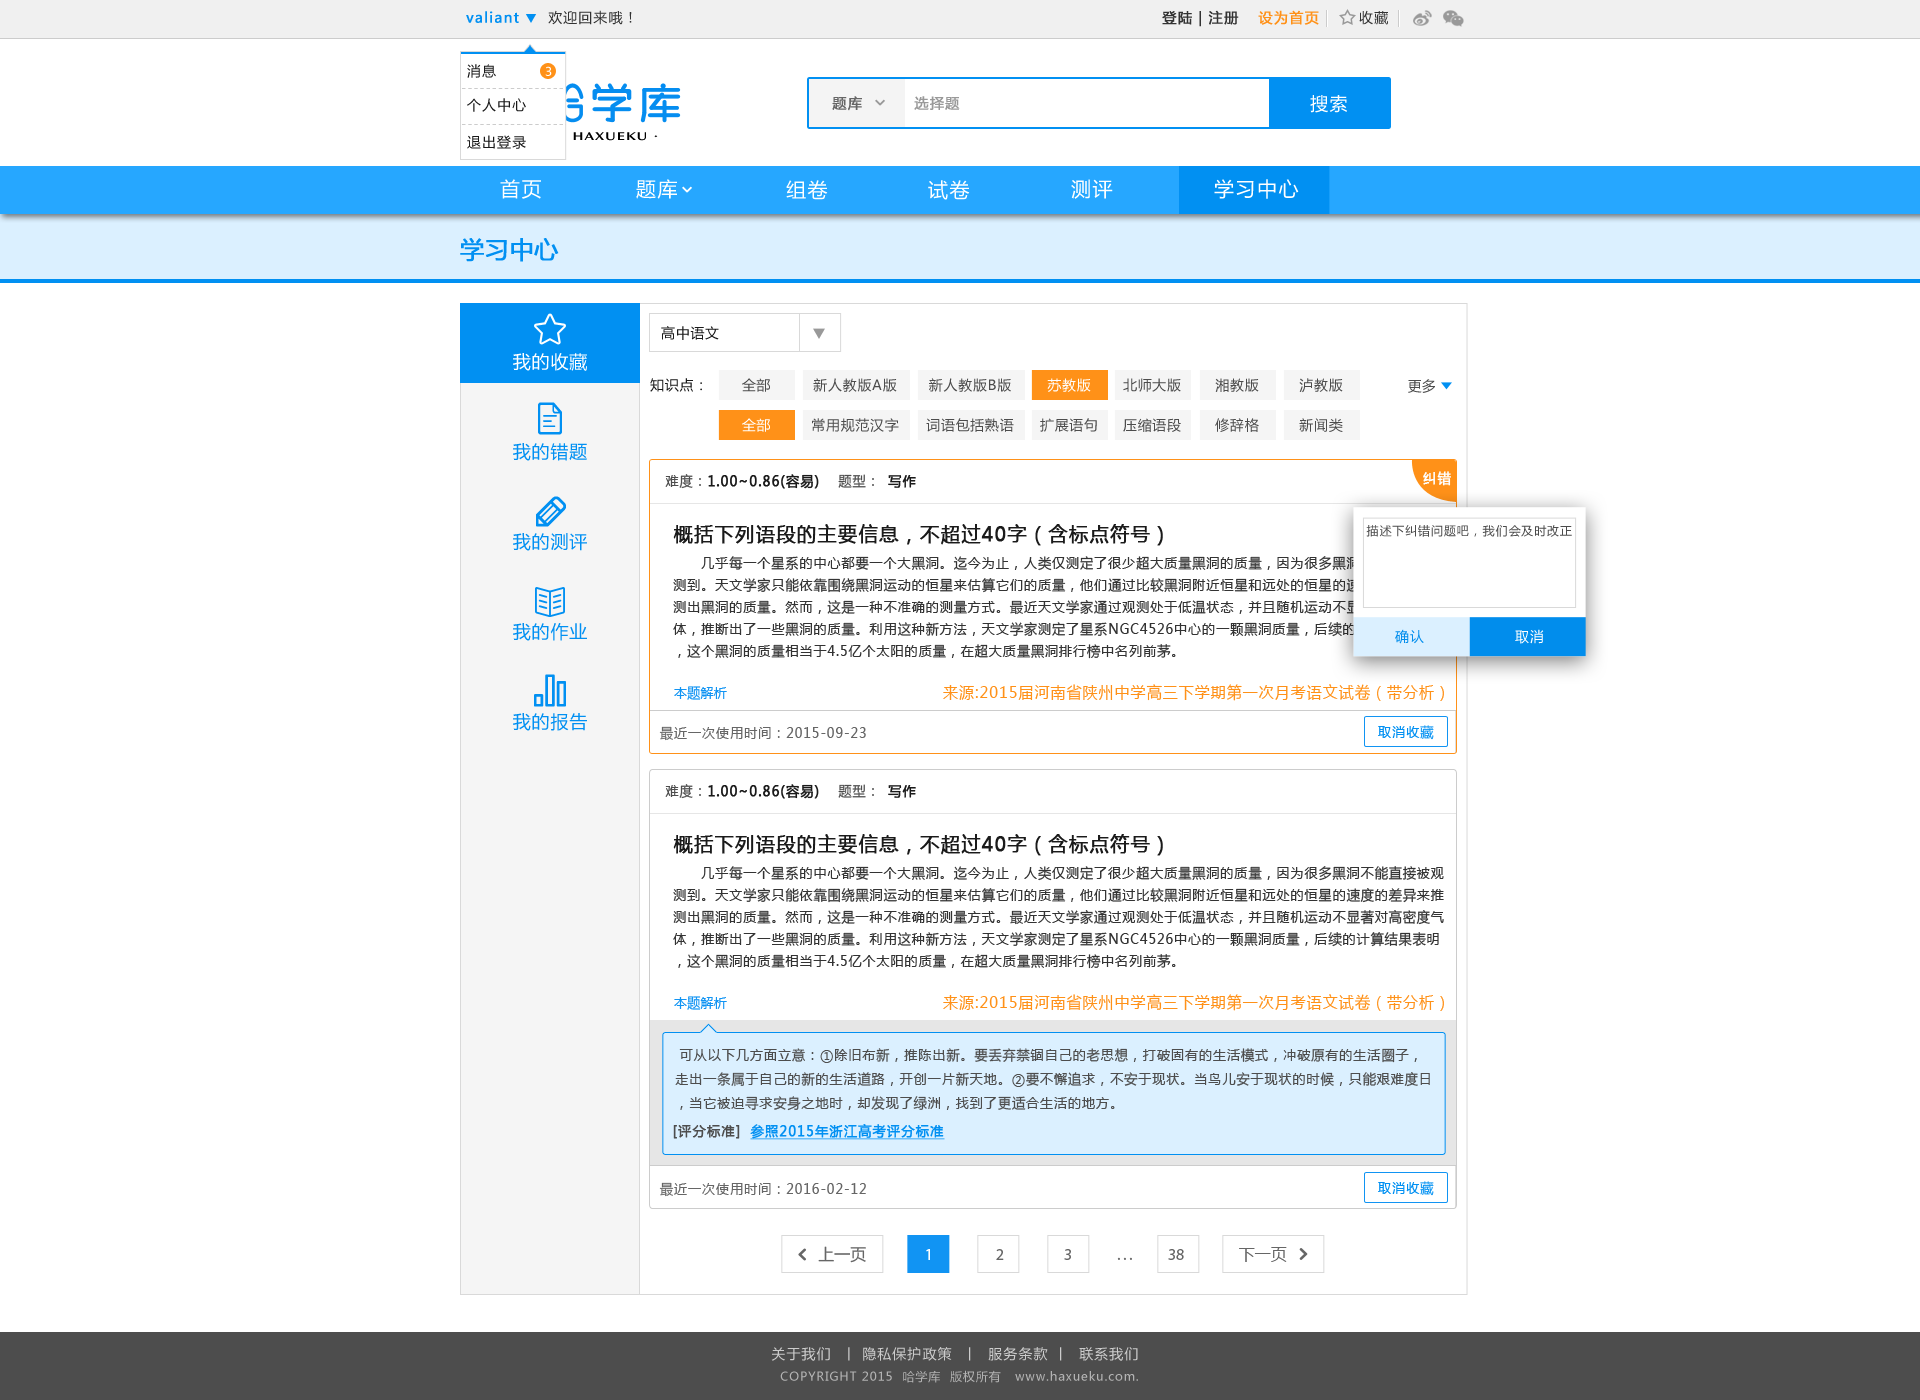 valiant ▼ 欢迎回来哦！
登陆 | 注册 设为首页 收藏
消息 3
个人中心
退出登录
哈学库
HAXUEKU ·
题库 选择题 搜索
首页 题库 组卷 试卷 测评 学习中心
学习中心
我的收藏
我的错题
我的测评
我的作业
我的报告
高中语文
知识点： 全部 新人教版A版 新人教版B版 苏教版 北师大版 湘教版 泸教版 更多
全部 常用规范汉字 词语包括熟语 扩展语句 压缩语段 修辞格 新闻类
难度：1.00~0.86(容易) 题型： 写作 纠错
概括下列语段的主要信息，不超过40字（含标点符号）
几乎每一个星系的中心都要一个大黑洞。迄今为止，人类仅测定了很少超大质量黑洞的质量，因为很多黑洞
测到。天文学家只能依靠围绕黑洞运动的恒星来估算它们的质量，他们通过比较黑洞附近恒星和远处的恒星的速
测出黑洞的质量。然而，这是一种不准确的测量方式。最近天文学家通过观测处于低温状态，并且随机运动不显
体，推断出了一些黑洞的质量。利用这种新方法，天文学家测定了星系NGC4526中心的一颗黑洞质量，后续的
，这个黑洞的质量相当于4.5亿个太阳的质量，在超大质量黑洞排行榜中名列前茅。
描述下纠错问题吧，我们会及时改正
确认 取消
本题解析 来源:2015届河南省陕州中学高三下学期第一次月考语文试卷（带分析）
最近一次使用时间：2015-09-23 取消收藏
难度：1.00~0.86(容易) 题型： 写作
概括下列语段的主要信息，不超过40字（含标点符号）
几乎每一个星系的中心都要一个大黑洞。迄今为止，人类仅测定了很少超大质量黑洞的质量，因为很多黑洞不能直接被观
测到。天文学家只能依靠围绕黑洞运动的恒星来估算它们的质量，他们通过比较黑洞附近恒星和远处的恒星的速度的差异来推
测出黑洞的质量。然而，这是一种不准确的测量方式。最近天文学家通过观测处于低温状态，并且随机运动不显著对高密度气
体，推断出了一些黑洞的质量。利用这种新方法，天文学家测定了星系NGC4526中心的一颗黑洞质量，后续的计算结果表明
，这个黑洞的质量相当于4.5亿个太阳的质量，在超大质量黑洞排行榜中名列前茅。
本题解析 来源:2015届河南省陕州中学高三下学期第一次月考语文试卷（带分析）
可从以下几方面立意：①除旧布新，推陈出新。要丢弃禁锢自己的老思想，打破固有的生活模式，冲破原有的生活圈子，
走出一条属于自己的新的生活道路，开创一片新天地。②要不懈追求，不安于现状。当鸟儿安于现状的时候，只能艰难度日
，当它被迫寻求安身之地时，却发现了绿洲，找到了更适合生活的地方。
[评分标准] 参照2015年浙江高考评分标准
最近一次使用时间：2016-02-12 取消收藏
上一页 1 2 3 ... 38 下一页
关于我们 | 隐私保护政策 | 服务条款 | 联系我们
COPYRIGHT 2015 哈学库 版权所有 www.haxueku.com.